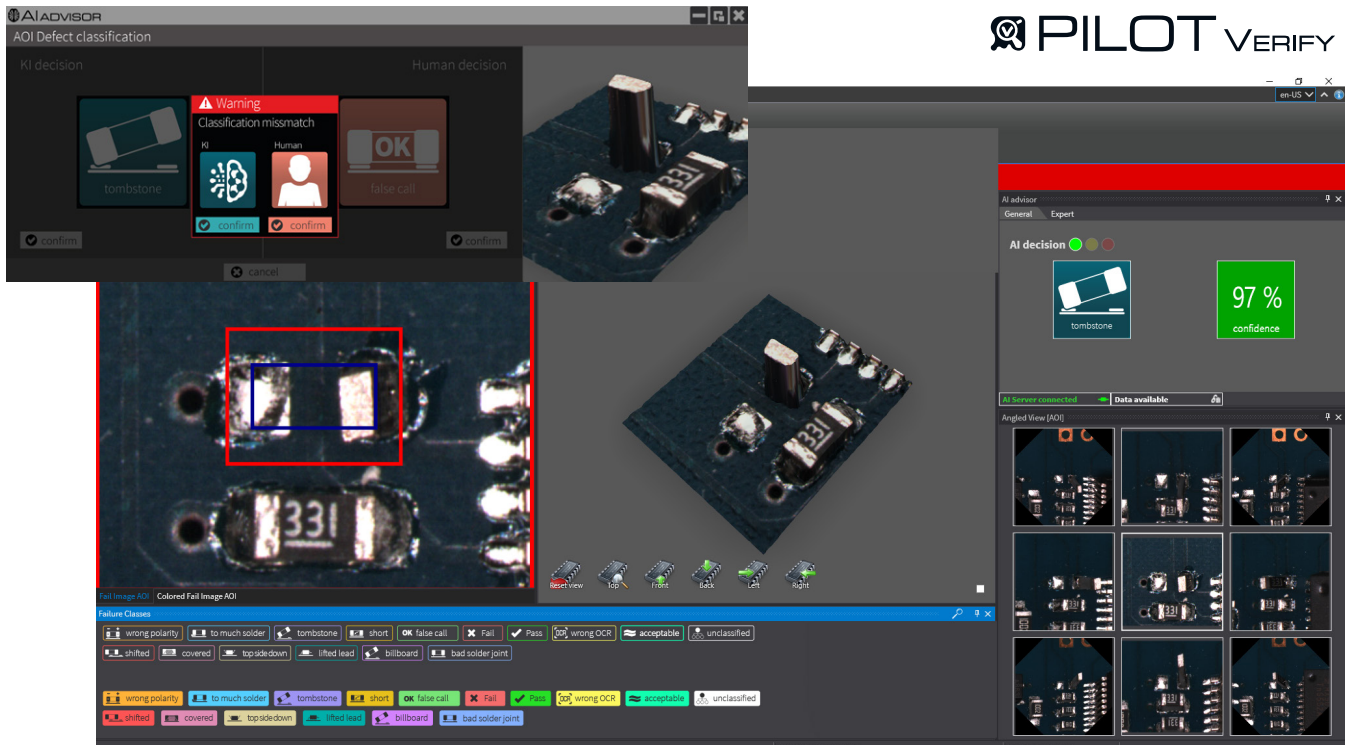 AI ADVISOR
AOI Defect classification
KI decision
Human decision
tombstone
false call
OK
Warning
Classification missmatch
KI
Human
confirm
confirm
confirm
confirm
cancel
331
PILOT VERIFY
en-US
AI advisor
General
Expert
AI decision
tombstone
97 %
confidence
AI Server connected
Data available
Angled View [AOI]
331
331
Reset view
Top
Front
Back
Left
Right
Fail Image AOI
Colored Fail Image AOI
Failure Classes
wrong polarity
to much solder
tombstone
short
OK false call
Fail
Pass
OCR wrong OCR
acceptable
unclassified
shifted
covered
topsidedown
lifted lead
billboard
bad solder joint
wrong polarity
to much solder
tombstone
short
OK false call
Fail
Pass
OCR wrong OCR
acceptable
unclassified
shifted
covered
topsidedown
lifted lead
billboard
bad solder joint